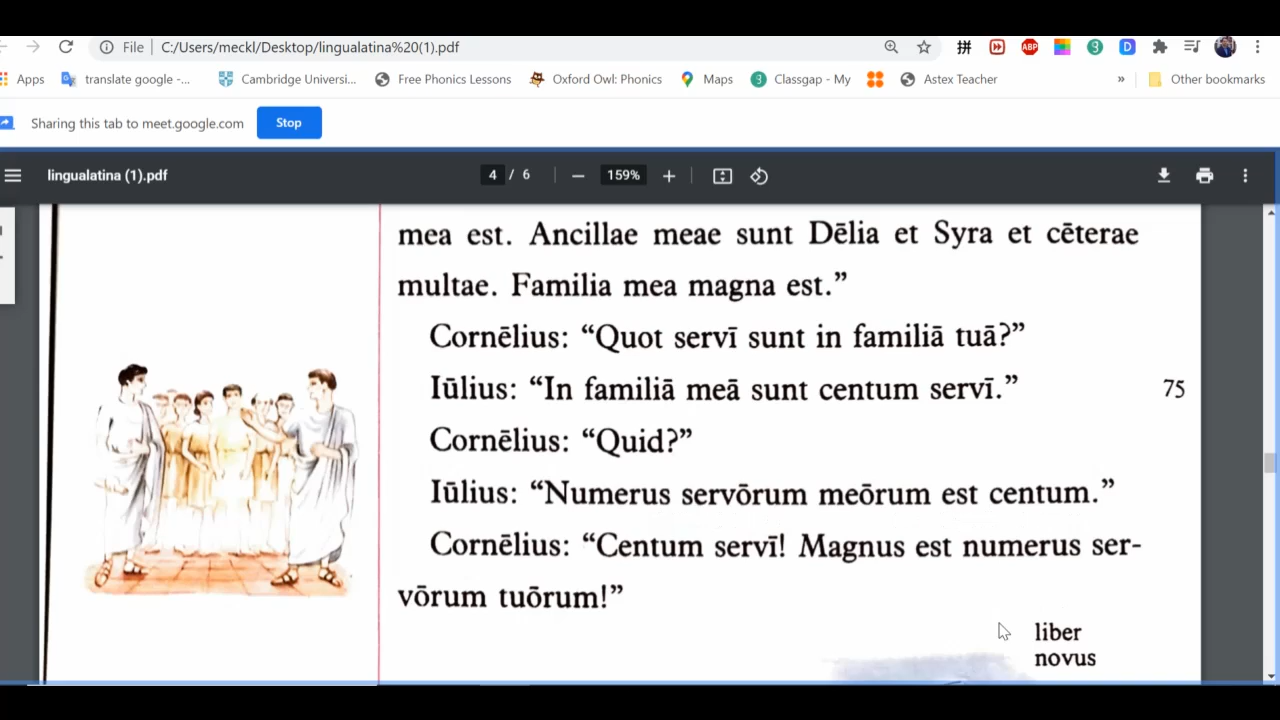 File | C:/Users/meckl/Desktop/lingualatina%20(1).pdf
Apps translate google -... Cambridge Universi... Free Phonics Lessons Oxford Owl: Phonics Maps Classgap - My Astex Teacher » Other bookmarks
Sharing this tab to meet.google.com Stop
lingualatina (1).pdf 4 / 6 — 159% +
mea est. Ancillae meae sunt Dēlia et Syra et cēterae
multae. Familia mea magna est.”
Cornēlius: “Quot servī sunt in familiā tuā?”
Iūlius: “In familiā meā sunt centum servī.” 75
Cornēlius: “Quid?”
Iūlius: “Numerus servōrum meōrum est centum.”
Cornēlius: “Centum servī! Magnus est numerus ser-
vōrum tuōrum!”
liber
novus